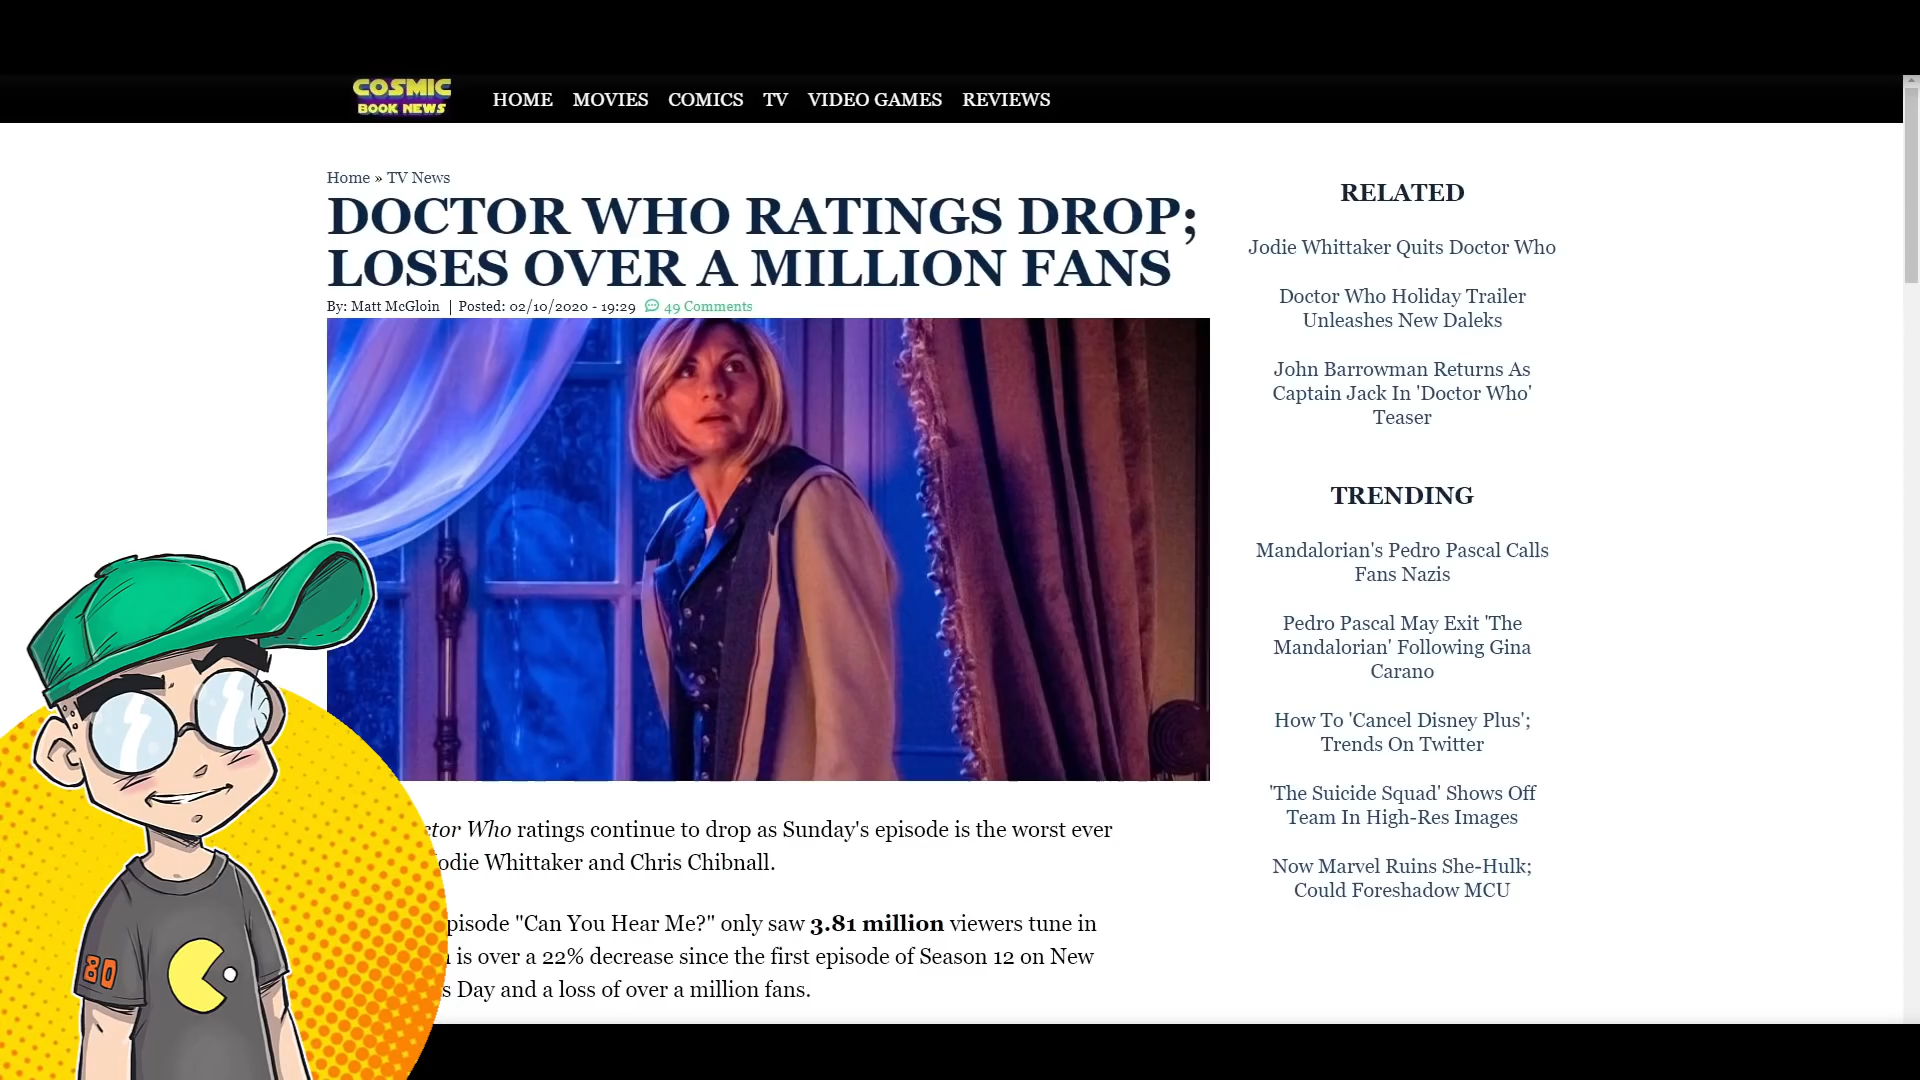 COSMIC
BOOK NEWS
HOME MOVIES COMICS TV VIDEO GAMES REVIEWS
Home » TV News
DOCTOR WHO RATINGS DROP;
LOSES OVER A MILLION FANS
By: Matt McGloin | Posted: 02/10/2020 - 19:29 49 Comments
Who ratings continue to drop as Sunday's episode is the worst ever
Whittaker and Chris Chibnall.
"Can You Hear Me?" only saw 3.81 million viewers tune in
is over a 22% decrease since the first episode of Season 12 on New
Day and a loss of over a million fans.
RELATED
Jodie Whittaker Quits Doctor Who
Doctor Who Holiday Trailer
Unleashes New Daleks
John Barrowman Returns As
Captain Jack In 'Doctor Who'
Teaser
TRENDING
Mandalorian's Pedro Pascal Calls
Fans Nazis
Pedro Pascal May Exit 'The
Mandalorian' Following Gina
Carano
How To 'Cancel Disney Plus';
Trends On Twitter
'The Suicide Squad' Shows Off
Team In High-Res Images
Now Marvel Ruins She-Hulk;
Could Foreshadow MCU
80